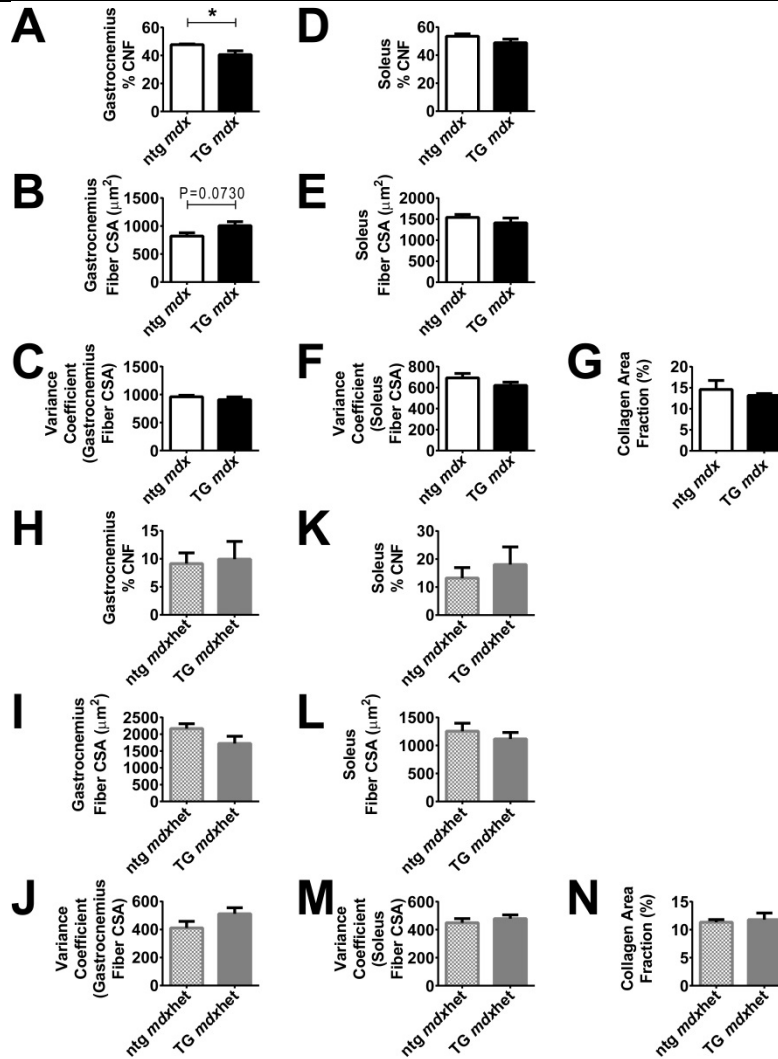 A
Gastrocnemius
% CNF
60
40
20
0
*
ntg mdx
TG mdx
D
Soleus
% CNF
60
40
20
0
ntg mdx
TG mdx
B
Gastrocnemius
Fiber CSA (µm²)
1500
1000
500
0
P=0.0730
ntg mdx
TG mdx
E
Soleus
Fiber CSA (µm²)
2000
1500
1000
500
0
ntg mdx
TG mdx
C
Variance
Coefficient
(Gastrocnemius
Fiber CSA)
1500
1000
500
0
ntg mdx
TG mdx
F
Variance
Coefficient
(Soleus
Fiber CSA)
800
600
400
200
0
ntg mdx
TG mdx
G
Collagen Area
Fraction (%)
20
15
10
5
0
ntg mdx
TG mdx
H
Gastrocnemius
% CNF
15
10
5
0
ntg mdxhet
TG mdxhet
K
Soleus
% CNF
30
20
10
0
ntg mdxhet
TG mdxhet
I
Gastrocnemius
Fiber CSA (µm²)
2500
2000
1500
1000
500
0
ntg mdxhet
TG mdxhet
L
Soleus
Fiber CSA (µm²)
1500
1000
500
0
ntg mdxhet
TG mdxhet
J
Variance
Coefficient
(Gastrocnemius
Fiber CSA)
600
400
200
0
ntg mdxhet
TG mdxhet
M
Variance
Coefficient
(Soleus
Fiber CSA)
600
400
200
0
ntg mdxhet
TG mdxhet
N
Collagen Area
Fraction (%)
15
10
5
0
ntg mdxhet
TG mdxhet